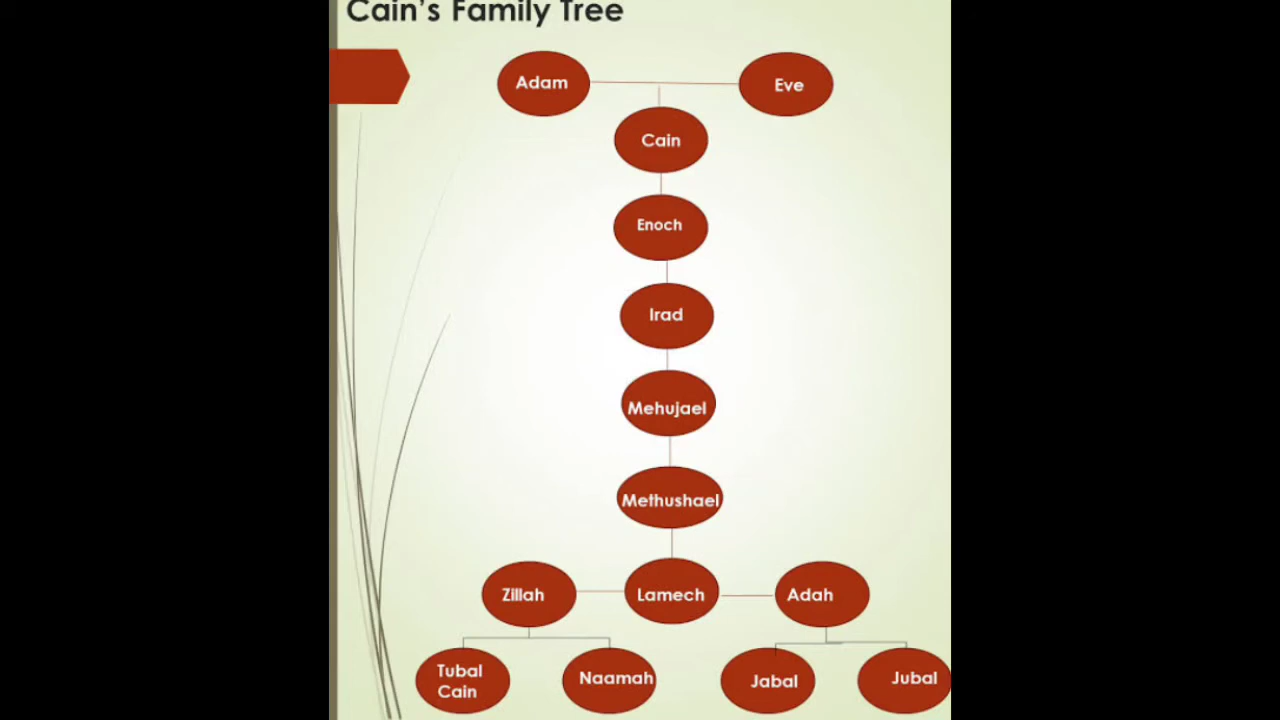 Cain's Family Tree
Adam
Eve
Cain
Enoch
Irad
Mehujael
Methushael
Zillah
Lamech
Adah
Tubal
Cain
Naamah
Jabal
Jubal